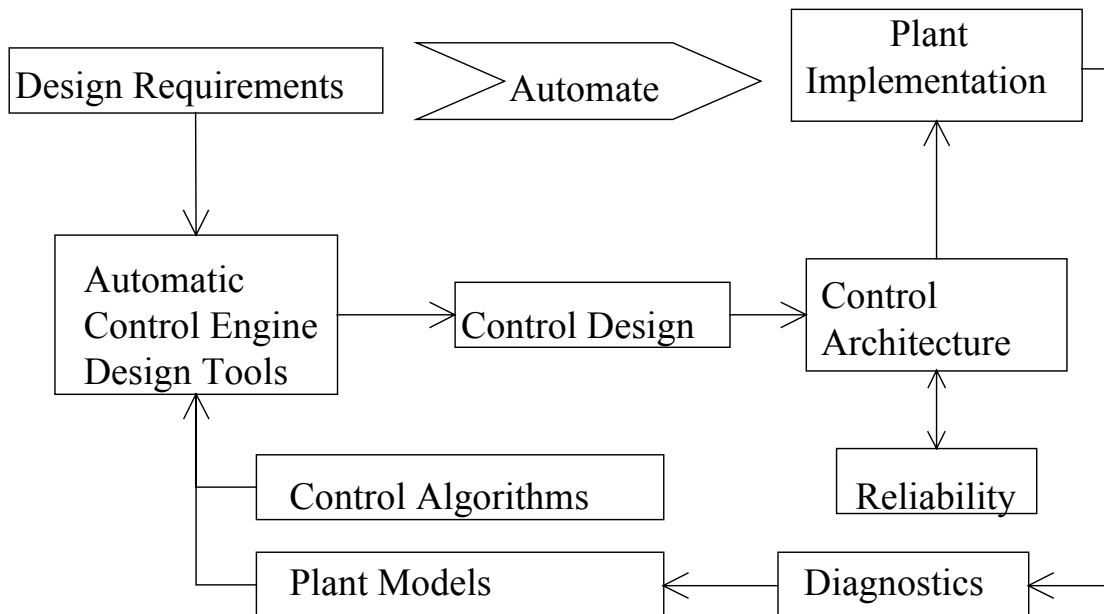 Design Requirements
Automate
Plant
Implementation
Automatic
Control Engine
Design Tools
Control Design
Control
Architecture
Control Algorithms
Reliability
Plant Models
Diagnostics